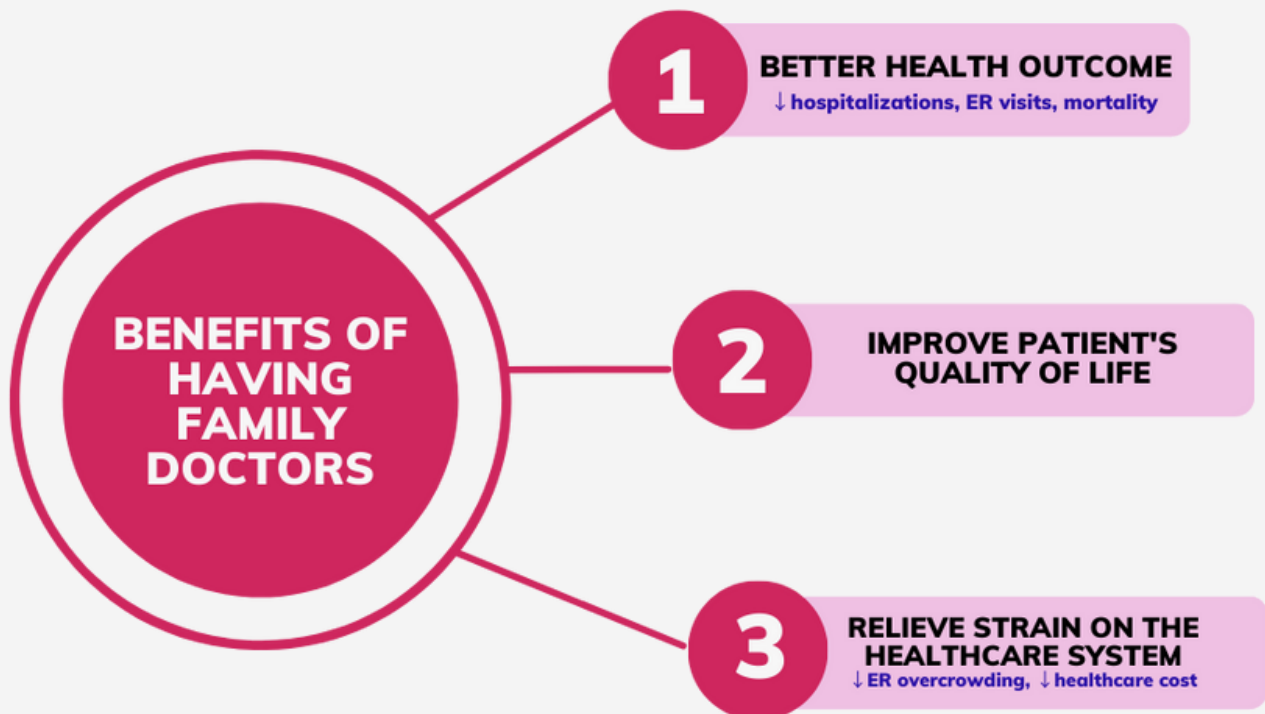 BENEFITS OF
HAVING
FAMILY
DOCTORS
1
BETTER HEALTH OUTCOME
↓hospitalizations, ER visits, mortality
2
IMPROVE PATIENT'S
QUALITY OF LIFE
3
RELIEVE STRAIN ON THE
HEALTHCARE SYSTEM
↓ER overcrowding, ↓healthcare cost